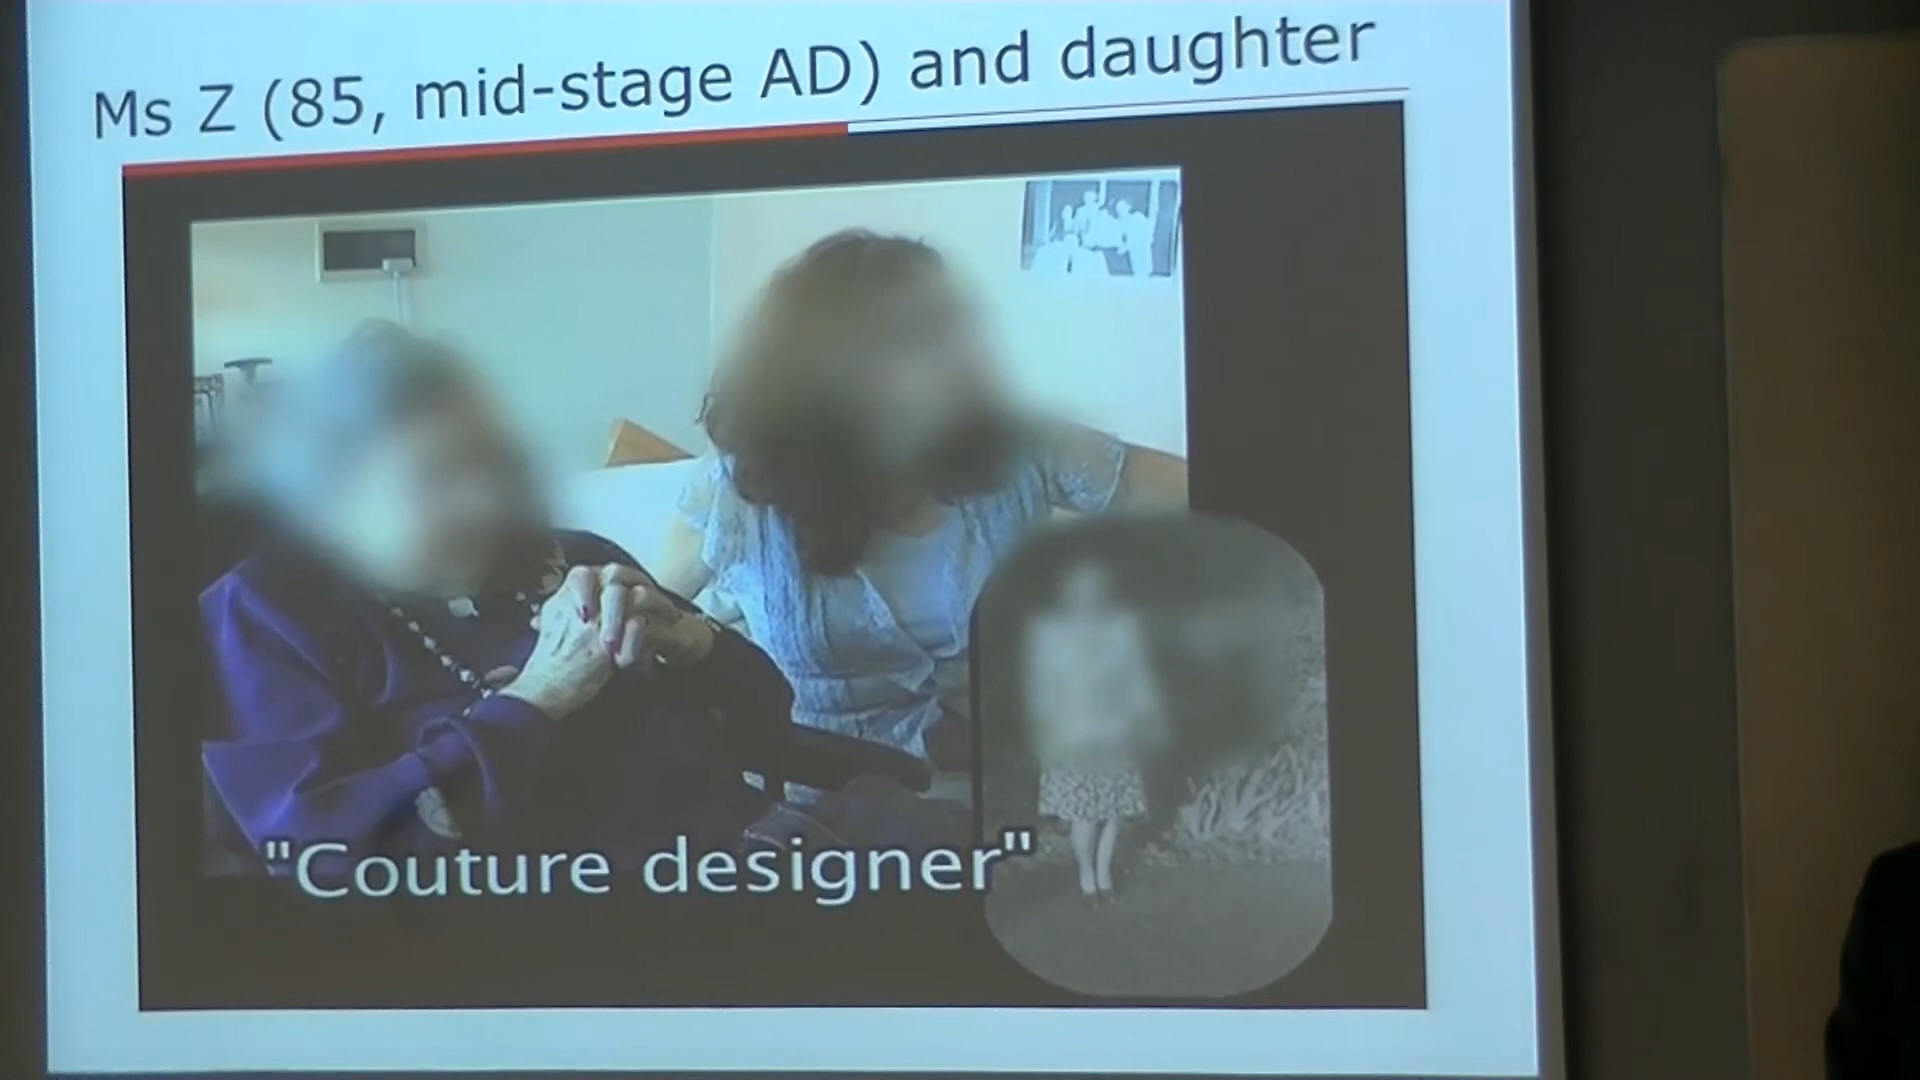 Ms Z (85, mid-stage AD) and daughter
"Couture designer"